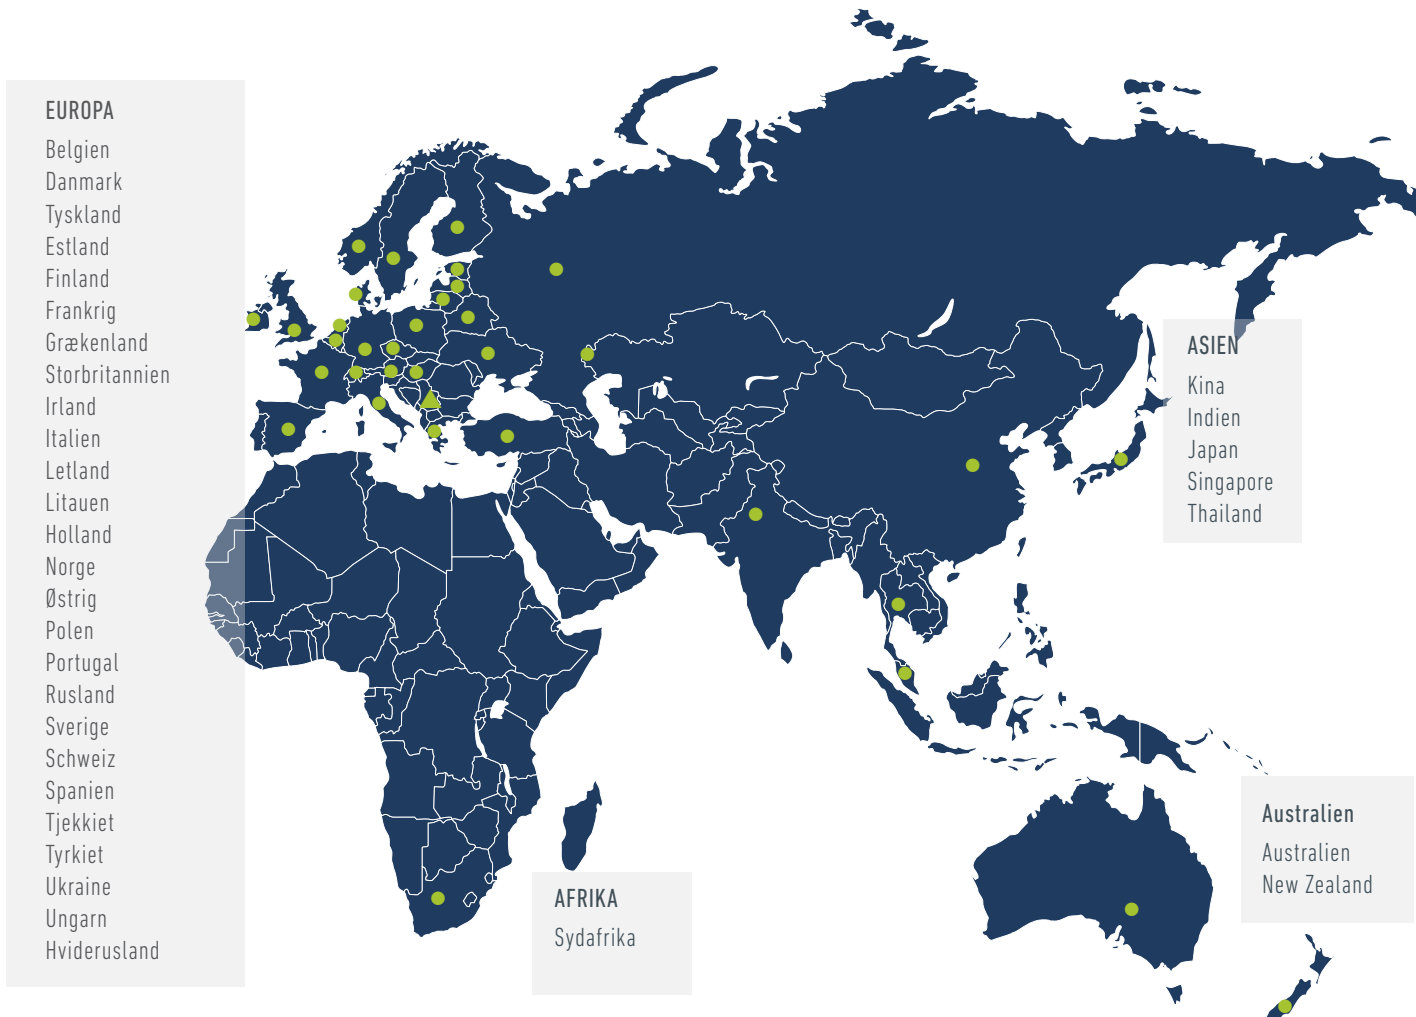 EUROPA
Belgien
Danmark
Tyskland
Estland
Finland
Frankrig
Grækenland
Storbritannien
Irland
Italien
Letland
Litauen
Holland
Norge
Østrig
Polen
Portugal
Rusland
Sverige
Schweiz
Spanien
Tjekkiet
Tyrkiet
Ukraine
Ungarn
Hviderusland
AFRIKA
Sydafrika
ASIEN
Kina
Indien
Japan
Singapore
Thailand
Australien
Australien
New Zealand